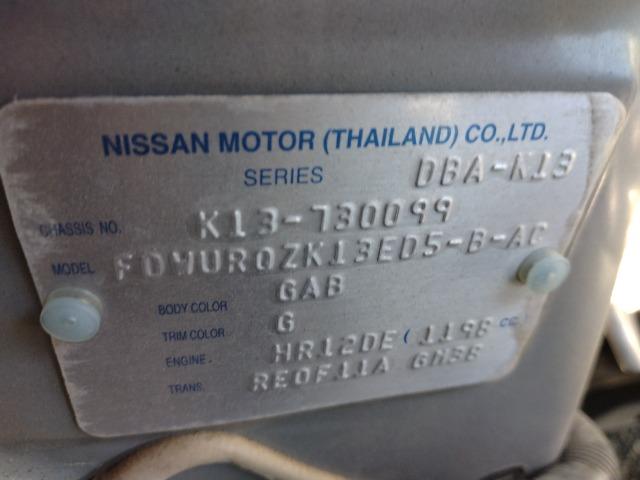 NISSAN MOTOR (THAILAND) CO.,LTD.
SERIES DBA-K13
CHASSIS NO. K13-730099
MODEL FDWURQZK13ED5-B-AC
BODY COLOR GAB
TRIM COLOR G
ENGINE. HR12DE (1198 cc.
TRANS. RE0F11A GM38